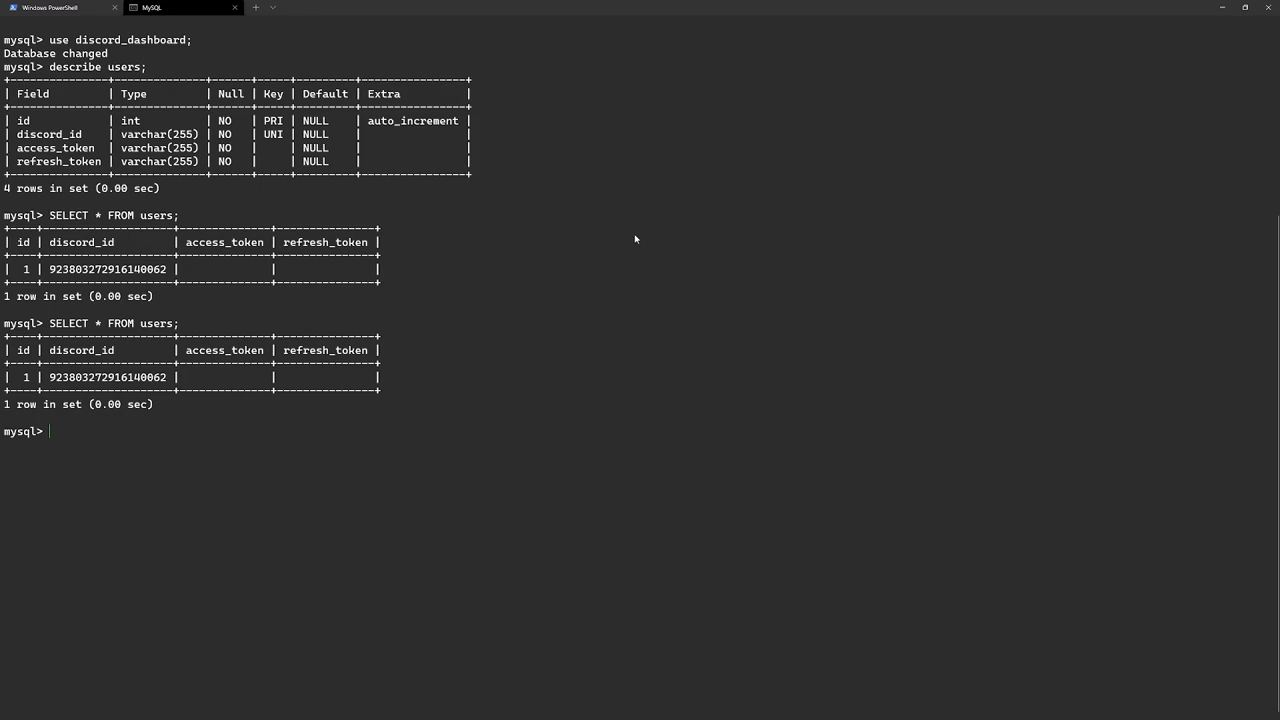 Windows PowerShell
MySQL
mysql> use discord_dashboard;
Database changed
mysql> describe users;
+---------------+--------------+------+-----+---------+----------------+
| Field         | Type         | Null | Key | Default | Extra          |
+---------------+--------------+------+-----+---------+----------------+
| id            | int          | NO   | PRI | NULL    | auto_increment |
| discord_id    | varchar(255) | NO   | UNI | NULL    |                |
| access_token  | varchar(255) | NO   |     | NULL    |                |
| refresh_token | varchar(255) | NO   |     | NULL    |                |
+---------------+--------------+------+-----+---------+----------------+
4 rows in set (0.00 sec)
mysql> SELECT * FROM users;
+----+--------------------+--------------+---------------+
| id | discord_id         | access_token | refresh_token |
+----+--------------------+--------------+---------------+
|  1 | 923803272916140062 |              |               |
+----+--------------------+--------------+---------------+
1 row in set (0.00 sec)
mysql> SELECT * FROM users;
+----+--------------------+--------------+---------------+
| id | discord_id         | access_token | refresh_token |
+----+--------------------+--------------+---------------+
|  1 | 923803272916140062 |              |               |
+----+--------------------+--------------+---------------+
1 row in set (0.00 sec)
mysql>